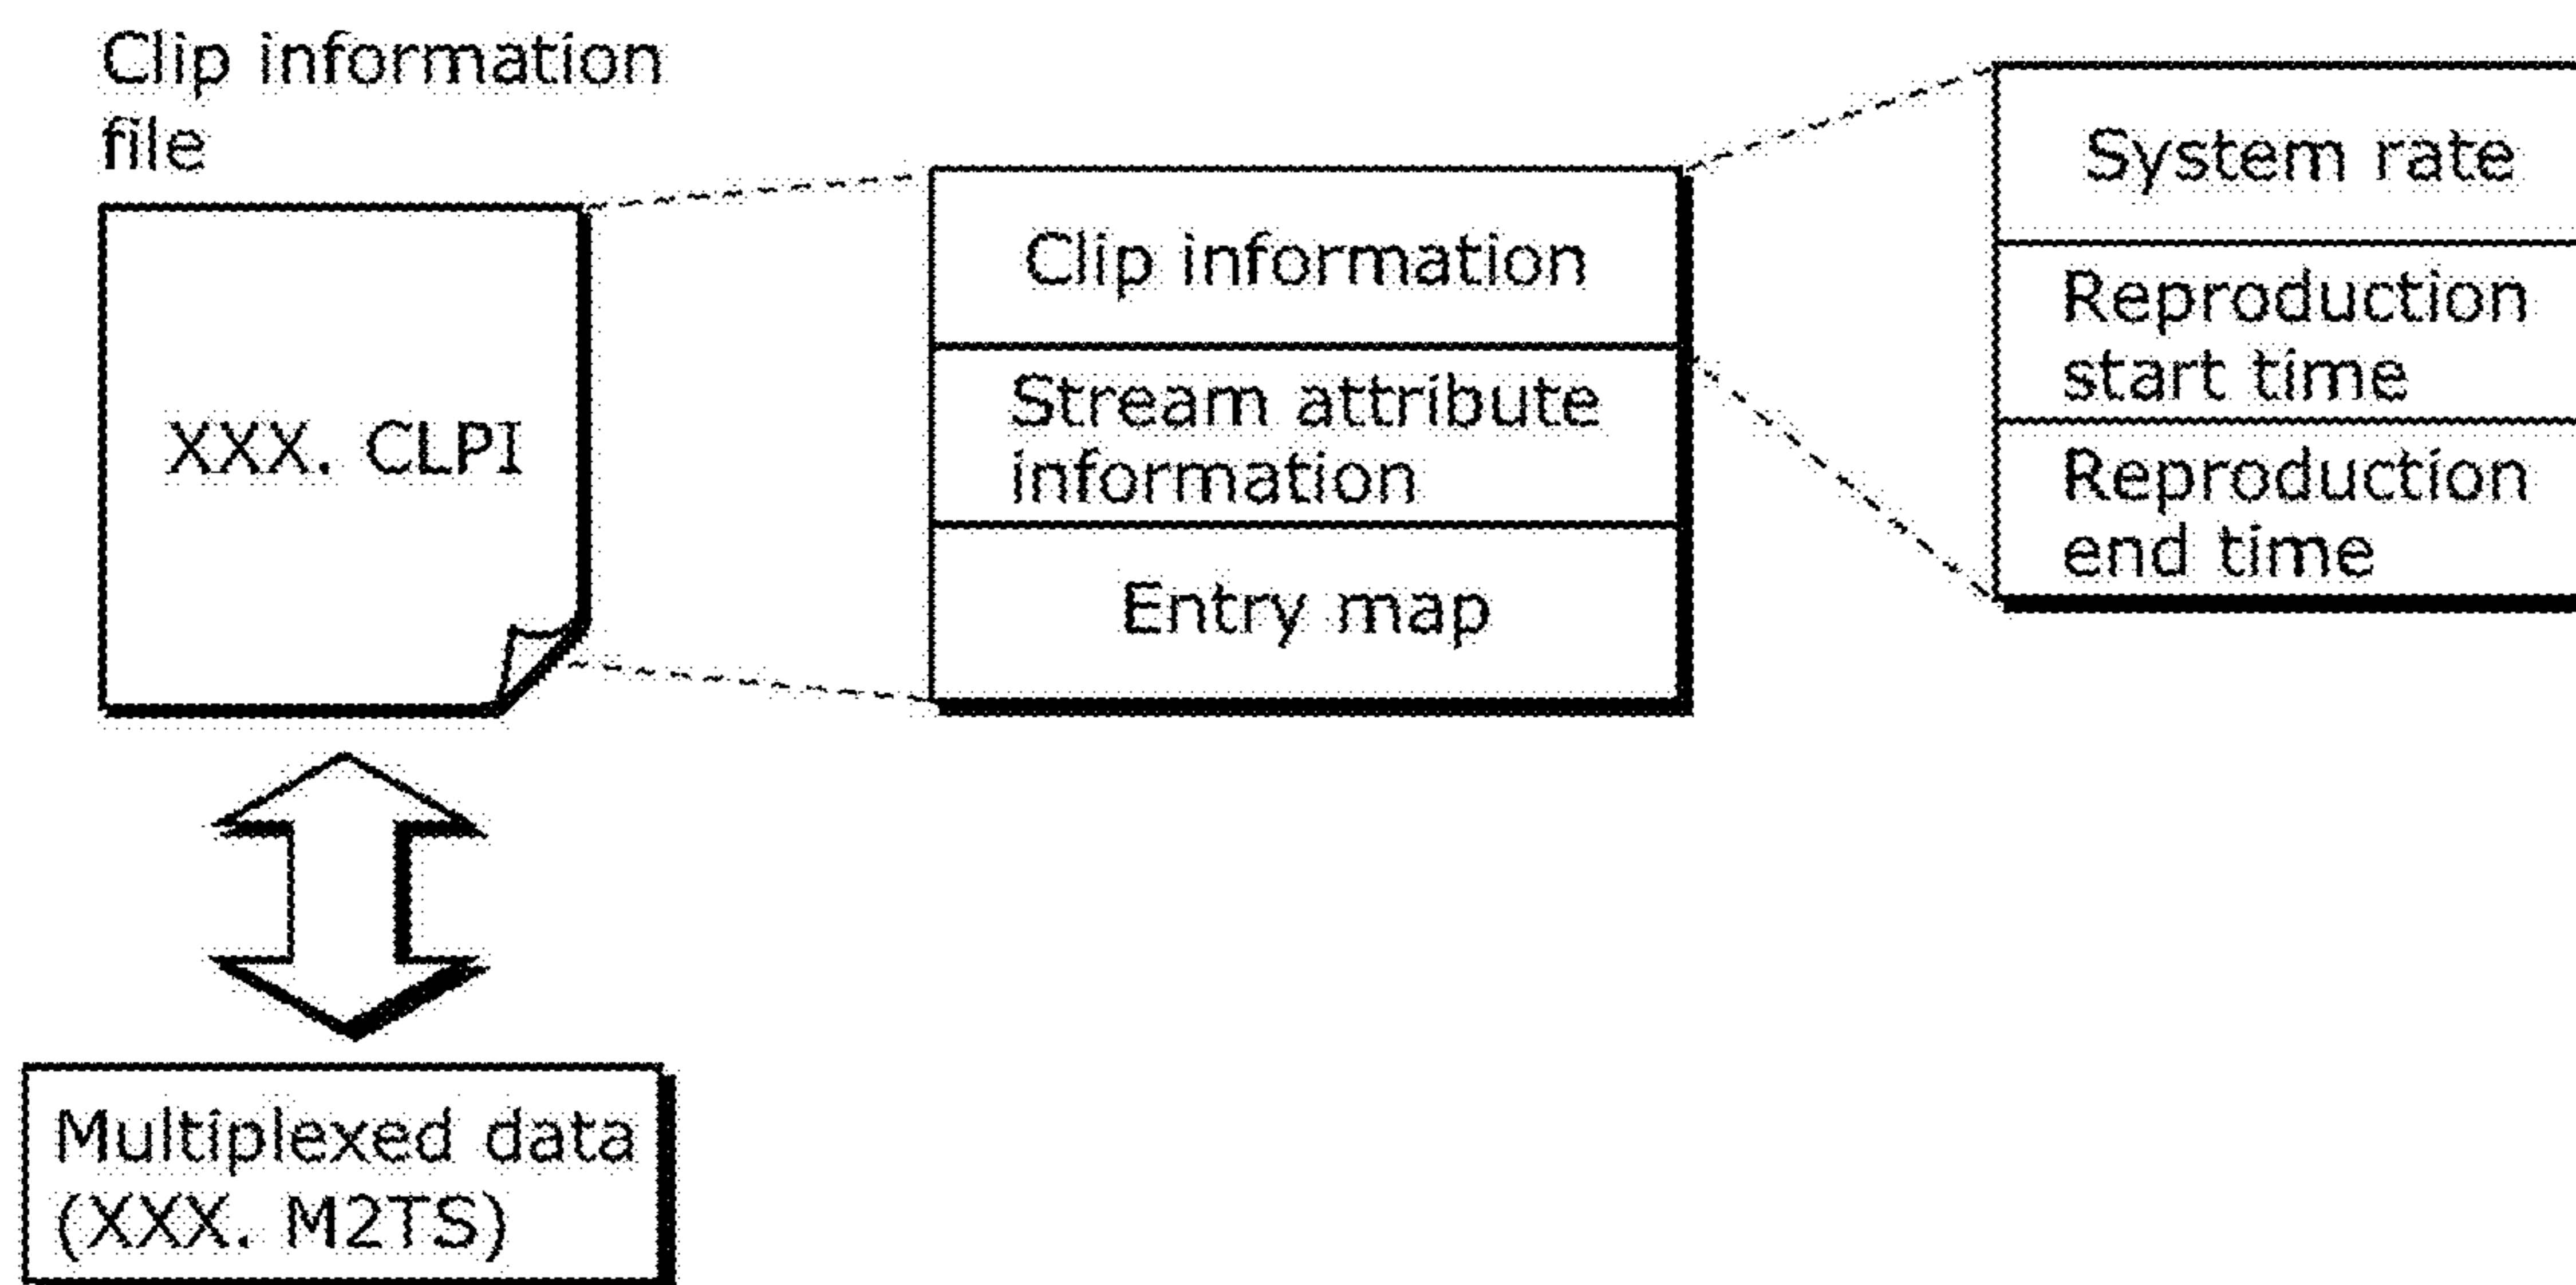 Clip information
file
XXX. CLPI
Clip information
Stream attribute
information
Entry map
System rate
Reproduction
start time
Reproduction
end time
Multiplexed data
(XXX. M2TS)